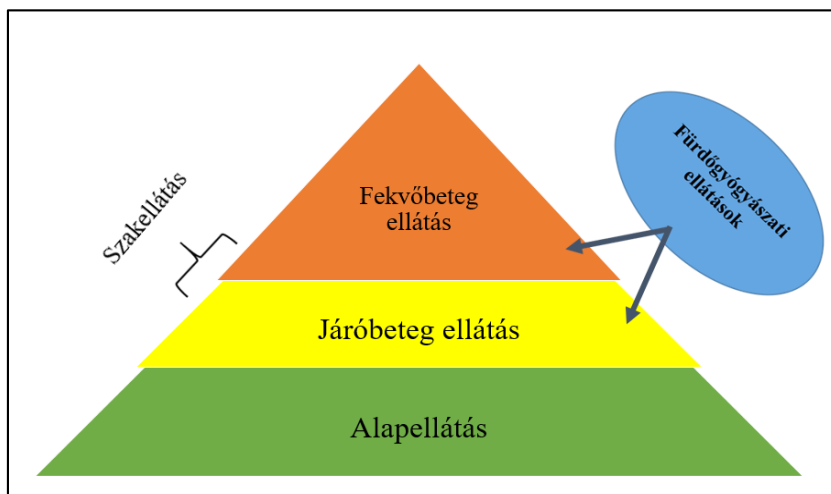 Szakellátás
Fekvőbeteg
ellátás
Fürdőgyógyászati
ellátások
Járóbeteg ellátás
Alapellátás